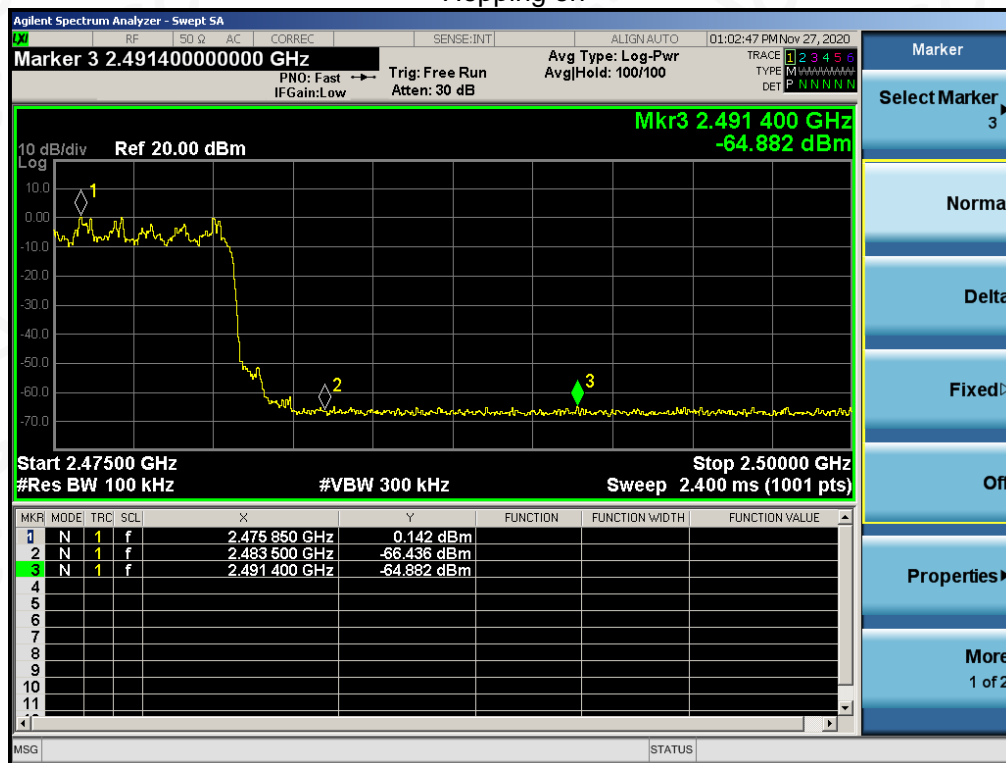 Hopping on
Agilent Spectrum Analyzer - Swept SA
LXI RF 50 Ω AC CORREC SENSE:INT ALIGN AUTO 01:02:47 PM Nov 27, 2020
Marker 3 2.491400000000 GHz
PNO: Fast
IFGain:Low
Trig: Free Run
Atten: 30 dB
Avg Type: Log-Pwr
Avg|Hold: 100/100
TRACE 1 2 3 4 5 6
TYPE M WWWWW
DET P N N N N N
Mkr3 2.491 400 GHz
-64.882 dBm
10 dB/div Ref 20.00 dBm
Log
10.0
0.00
-10.0
-20.0
-30.0
-40.0
-50.0
-60.0
-70.0
1
2
3
Start 2.47500 GHz Stop 2.50000 GHz
#Res BW 100 kHz #VBW 300 kHz Sweep 2.400 ms (1001 pts)
MKR MODE TRC SCL X Y FUNCTION FUNCTION WIDTH FUNCTION VALUE
1 N 1 f 2.475 850 GHz 0.142 dBm
2 N 1 f 2.483 500 GHz -66.436 dBm
3 N 1 f 2.491 400 GHz -64.882 dBm
4
5
6
7
8
9
10
11
MSG STATUS
Marker
Select Marker
3
Norma
Delta
Fixed
Off
Properties
More
1 of 2